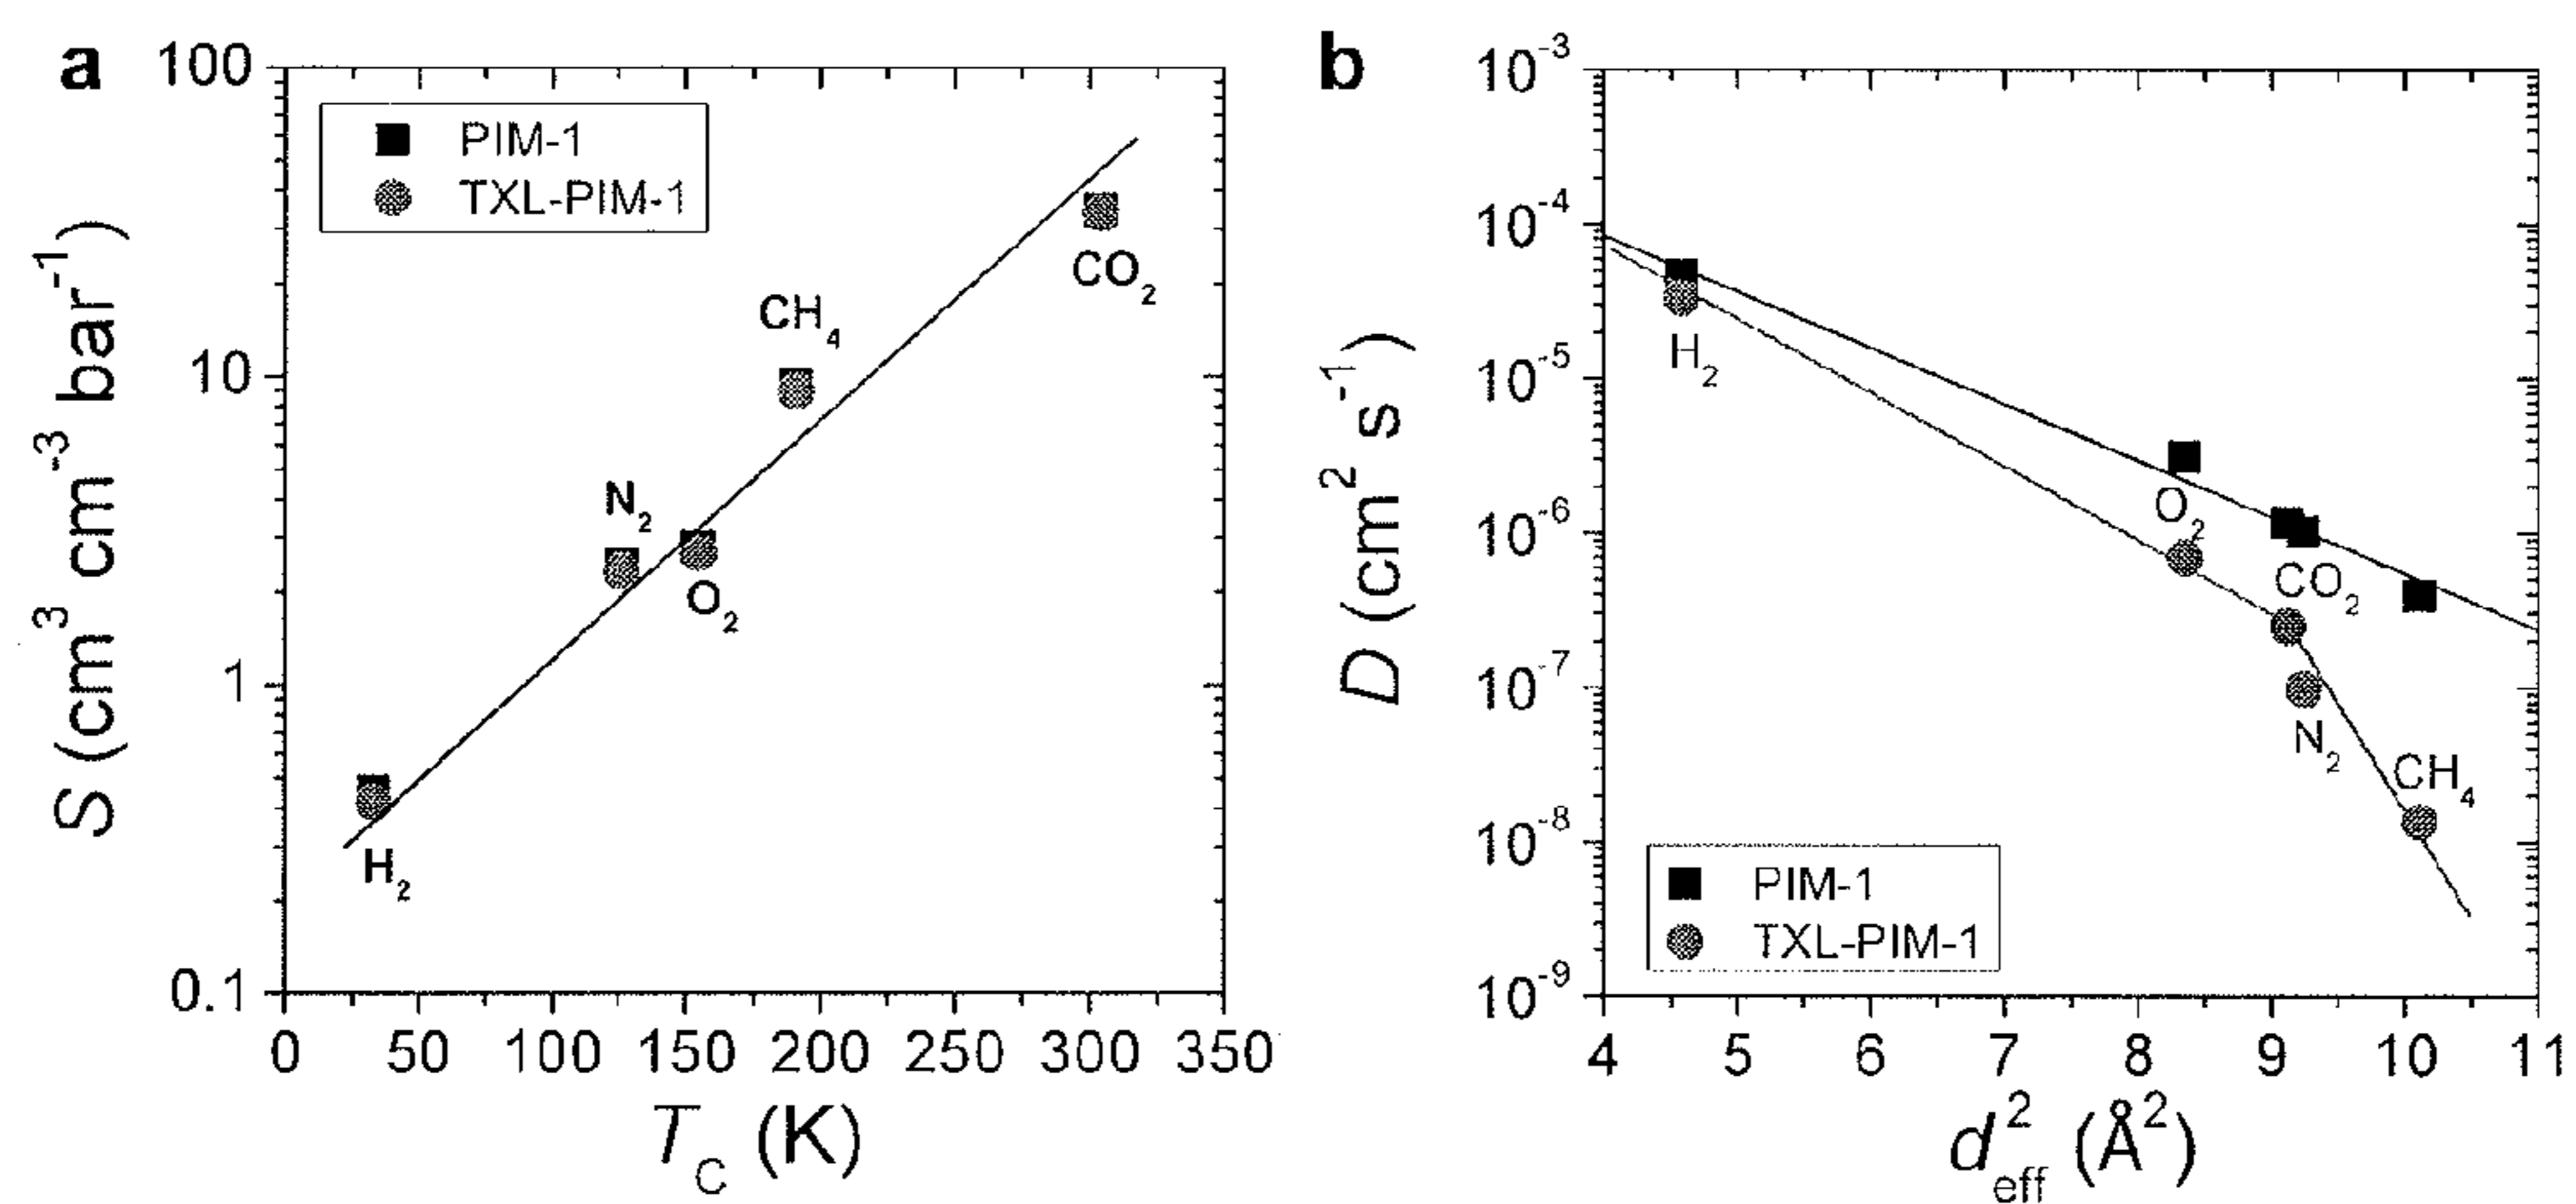 a
100
10
1
0.1
S (cm³ cm⁻³ bar⁻¹)
PIM-1
TXL-PIM-1
H₂
N₂
O₂
CH₄
CO₂
0 50 100 150 200 250 300 350
T_C (K)
b
10⁻³
10⁻⁴
10⁻⁵
10⁻⁶
10⁻⁷
10⁻⁸
10⁻⁹
D (cm² s⁻¹)
H₂
O₂
CO₂
N₂
CH₄
PIM-1
TXL-PIM-1
4 5 6 7 8 9 10 11
d²_eff (Å²)